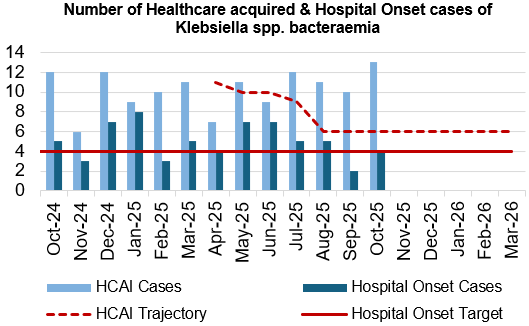 Number of Healthcare acquired & Hospital Onset cases of
Klebsiella spp. bacteraemia
14
12
10
8
6
4
2
0
Oct-24
Nov-24
Dec-24
Jan-25
Feb-25
Mar-25
Apr-25
May-25
Jun-25
Jul-25
Aug-25
Sep-25
Oct-25
Nov-25
Dec-25
Jan-26
Feb-26
Mar-26
HCAI Cases
Hospital Onset Cases
HCAI Trajectory
Hospital Onset Target